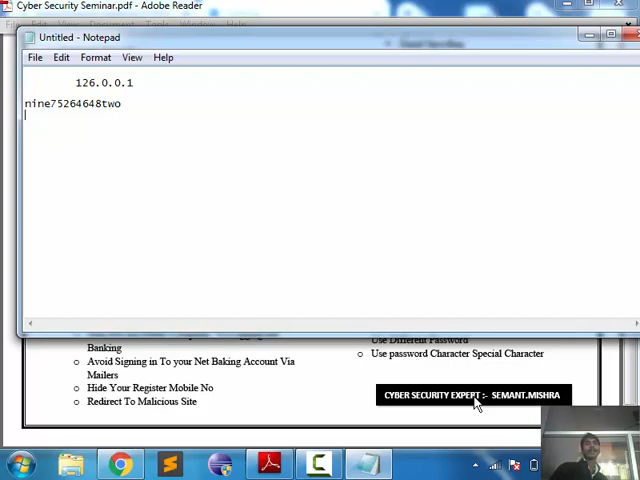 Cyber Security Seminar.pdf - Adobe Reader
Untitled - Notepad
File Edit Format View Help
126.0.0.1
nine75264648two
Banking
Avoid Signing in To your Net Baking Account Via
Mailers
Hide Your Register Mobile No
Redirect To Malicious Site
Use Different Password
Use password Character Special Character
CYBER SECURITY EXPERT :- SEMANT.MISHRA